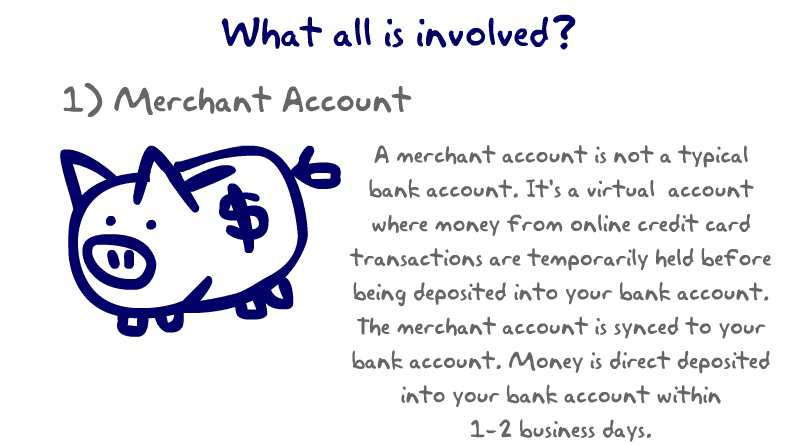 What all is involved?
1) Merchant Account
A merchant account is not a typical
bank account. It's a virtual account
where money from online credit card
transactions are temporarily held before
being deposited into your bank account.
The merchant account is synced to your
bank account. Money is direct deposited
into your bank account within
1-2 business days.
$